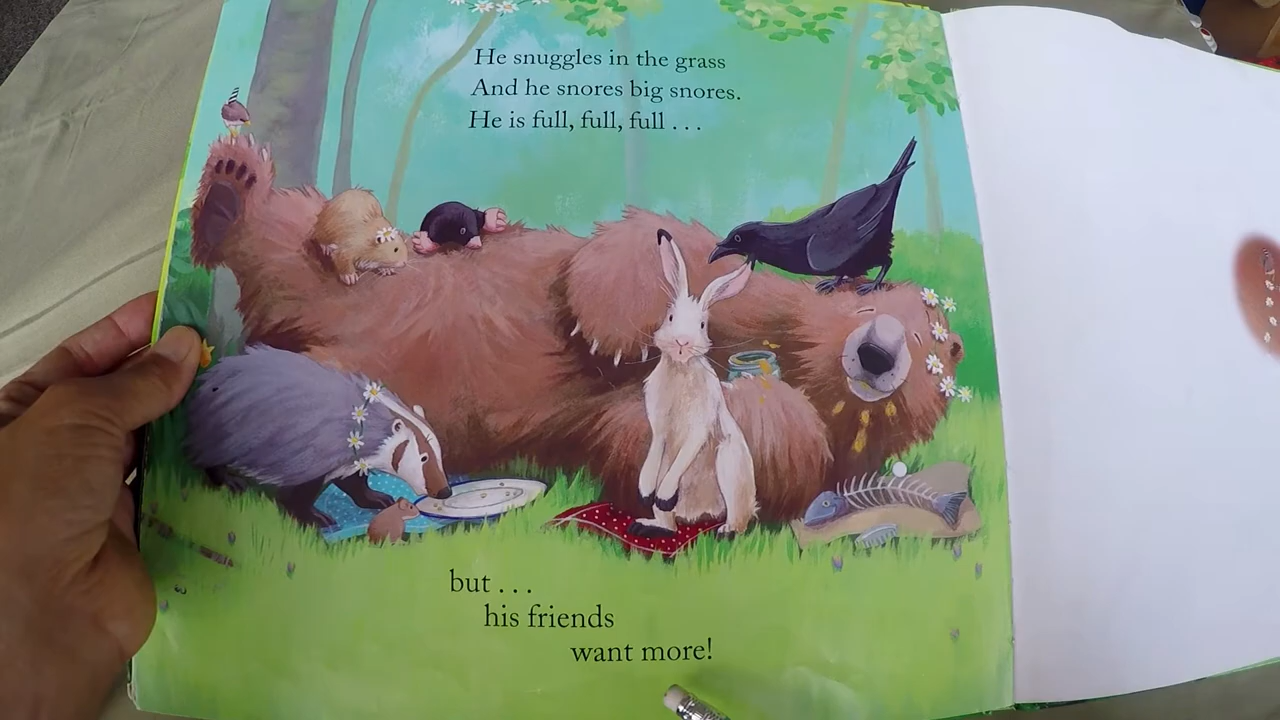 He snuggles in the grass
And he snores big snores.
He is full, full, full . . .
but . . .
his friends
want more!